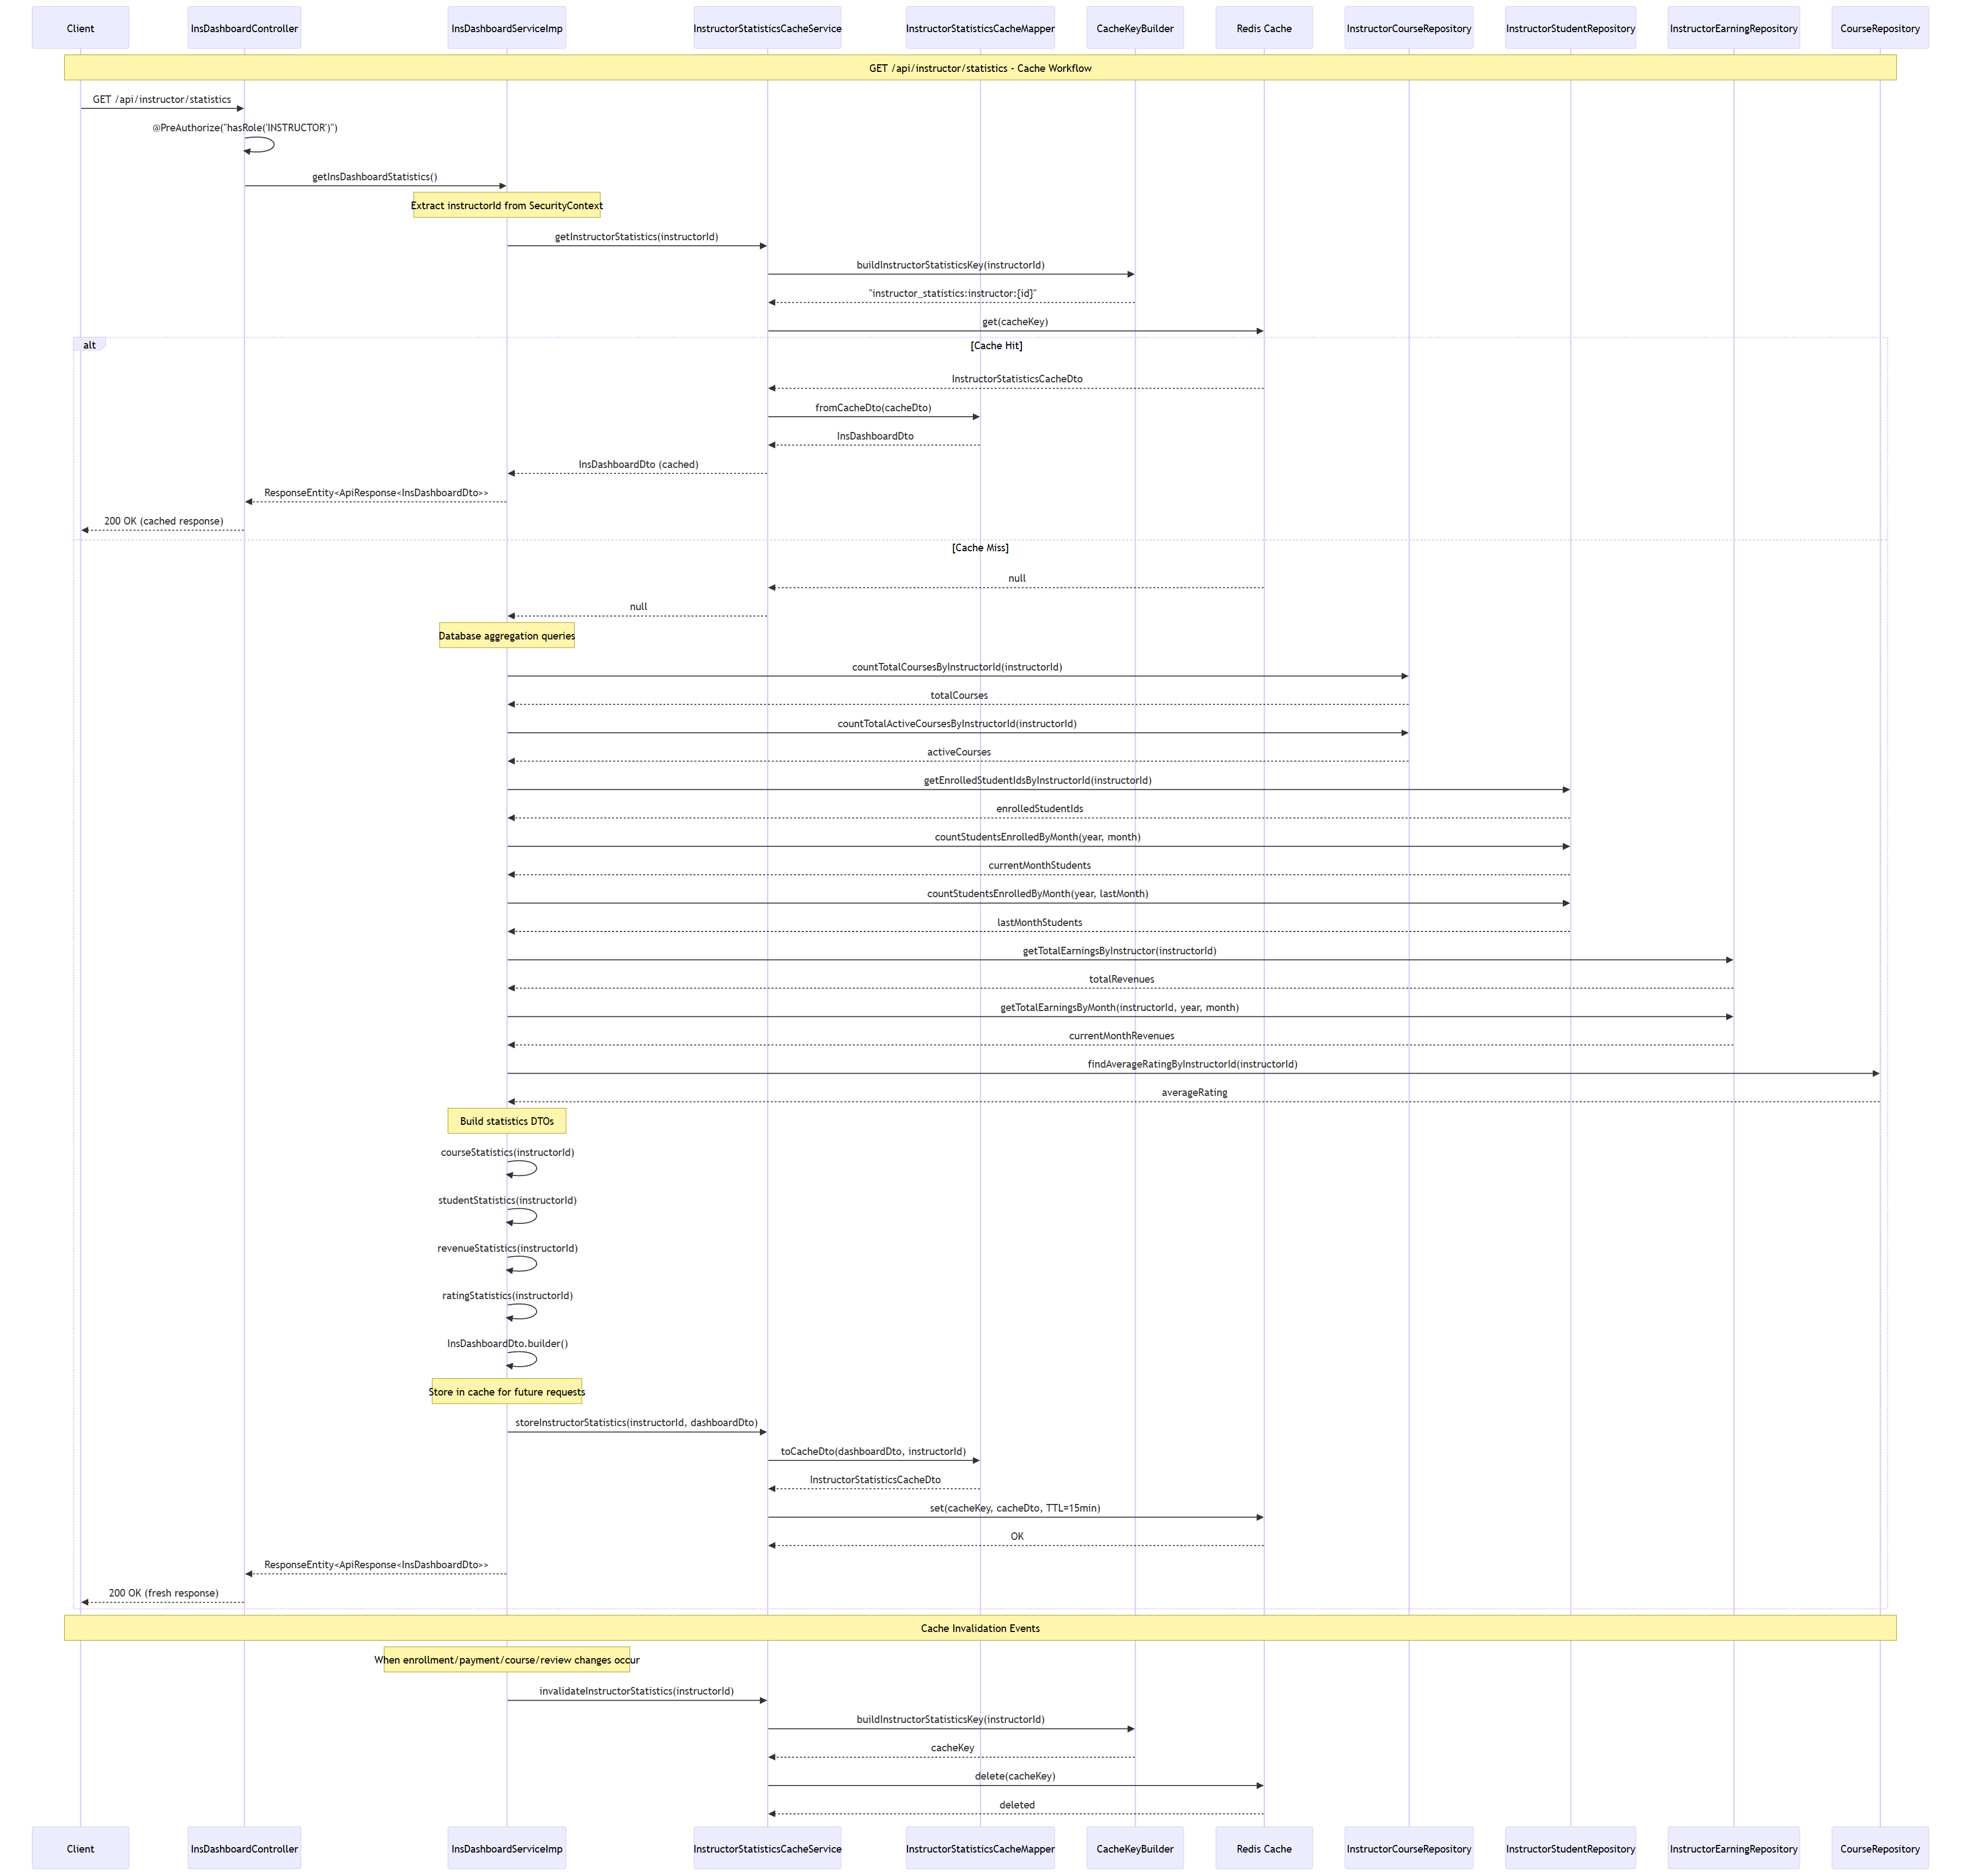 Client
InsDashboardController
InsDashboardServiceImp
InstructorStatisticsCacheService
InstructorStatisticsCacheMapper
CacheKeyBuilder
Redis Cache
InstructorCourseRepository
InstructorStudentRepository
InstructorEarningRepository
CourseRepository
GET /api/instructor/statistics - Cache Workflow
GET /api/instructor/statistics
@PreAuthorize("hasRole('INSTRUCTOR')")
getInsDashboardStatistics()
Extract instructorId from SecurityContext
getInstructorStatistics(instructorId)
buildInstructorStatisticsKey(instructorId)
"instructor_statistics:instructor:{id}"
get(cacheKey)
alt
[Cache Hit]
InstructorStatisticsCacheDto
fromCacheDto(cacheDto)
InsDashboardDto
InsDashboardDto (cached)
ResponseEntity<ApiResponse<InsDashboardDto>>
200 OK (cached response)
[Cache Miss]
null
null
Database aggregation queries
countTotalCoursesByInstructorId(instructorId)
totalCourses
countTotalActiveCoursesByInstructorId(instructorId)
activeCourses
getEnrolledStudentIdsByInstructorId(instructorId)
enrolledStudentIds
countStudentsEnrolledByMonth(year, month)
currentMonthStudents
countStudentsEnrolledByMonth(year, lastMonth)
lastMonthStudents
getTotalEarningsByInstructor(instructorId)
totalRevenues
getTotalEarningsByMonth(instructorId, year, month)
currentMonthRevenues
findAverageRatingByInstructorId(instructorId)
averageRating
Build statistics DTOs
courseStatistics(instructorId)
studentStatistics(instructorId)
revenueStatistics(instructorId)
ratingStatistics(instructorId)
InsDashboardDto.builder()
Store in cache for future requests
storeInstructorStatistics(instructorId, dashboardDto)
toCacheDto(dashboardDto, instructorId)
InstructorStatisticsCacheDto
set(cacheKey, cacheDto, TTL=15min)
OK
ResponseEntity<ApiResponse<InsDashboardDto>>
200 OK (fresh response)
Cache Invalidation Events
When enrollment/payment/course/review changes occur
invalidateInstructorStatistics(instructorId)
buildInstructorStatisticsKey(instructorId)
cacheKey
delete(cacheKey)
deleted
Client
InsDashboardController
InsDashboardServiceImp
InstructorStatisticsCacheService
InstructorStatisticsCacheMapper
CacheKeyBuilder
Redis Cache
InstructorCourseRepository
InstructorStudentRepository
InstructorEarningRepository
CourseRepository